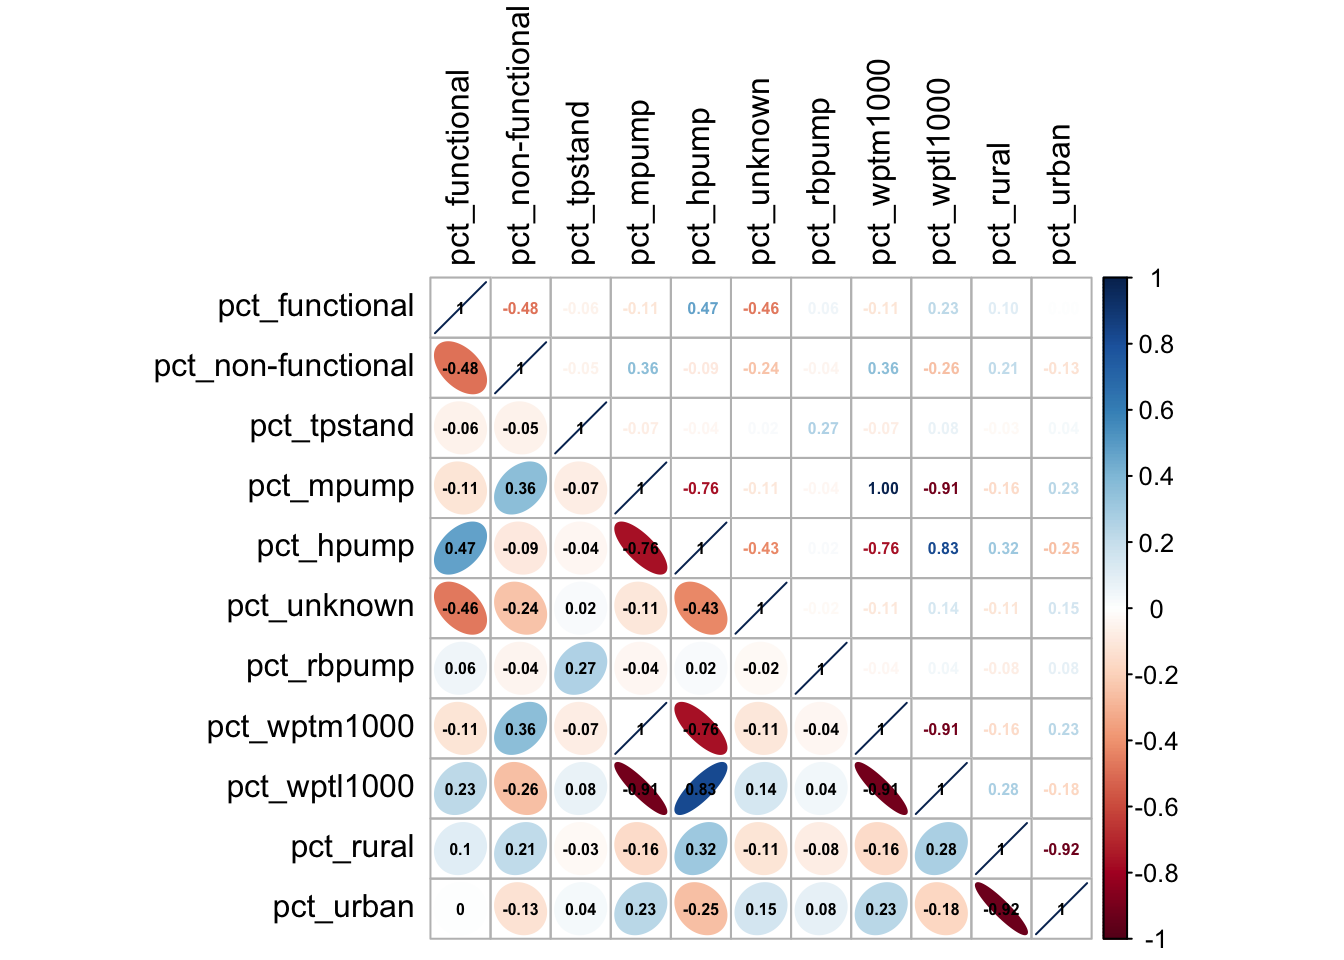 pct_functional
pct_non-functional
pct_tpstand
pct_mpump
pct_hpump
pct_unknown
pct_rbpump
pct_wptm1000
pct_wptl1000
pct_rural
pct_urban
pct_functional 1 -0.48 -0.06 -0.11 0.47 -0.46 0.06 -0.11 0.23 0.10
pct_non-functional -0.48 1 -0.05 0.36 -0.09 -0.24 -0.04 0.36 -0.26 0.21 -0.13
pct_tpstand -0.06 -0.05 1 -0.07 -0.04 0.02 0.27 -0.07 0.08 -0.03 0.04
pct_mpump -0.11 0.36 -0.07 1 -0.76 -0.11 -0.04 1.00 -0.91 -0.16 0.23
pct_hpump 0.47 -0.09 -0.04 -0.76 1 -0.43 0.02 -0.76 0.83 0.32 -0.25
pct_unknown -0.46 -0.24 0.02 -0.11 -0.43 1 -0.02 -0.11 0.14 -0.11 0.15
pct_rbpump 0.06 -0.04 0.27 -0.04 0.02 -0.02 1 -0.04 0.04 -0.08 0.08
pct_wptm1000 -0.11 0.36 -0.07 1 -0.76 -0.11 -0.04 1 -0.91 -0.16 0.23
pct_wptl1000 0.23 -0.26 0.08 -0.91 0.83 0.14 0.04 -0.91 1 0.28 -0.18
pct_rural 0.1 0.21 -0.03 -0.16 0.32 -0.11 -0.08 -0.16 0.28 1 -0.92
pct_urban 0 -0.13 0.04 0.23 -0.25 0.15 0.08 0.23 -0.18 -0.92 1
1
0.8
0.6
0.4
0.2
0
-0.2
-0.4
-0.6
-0.8
-1